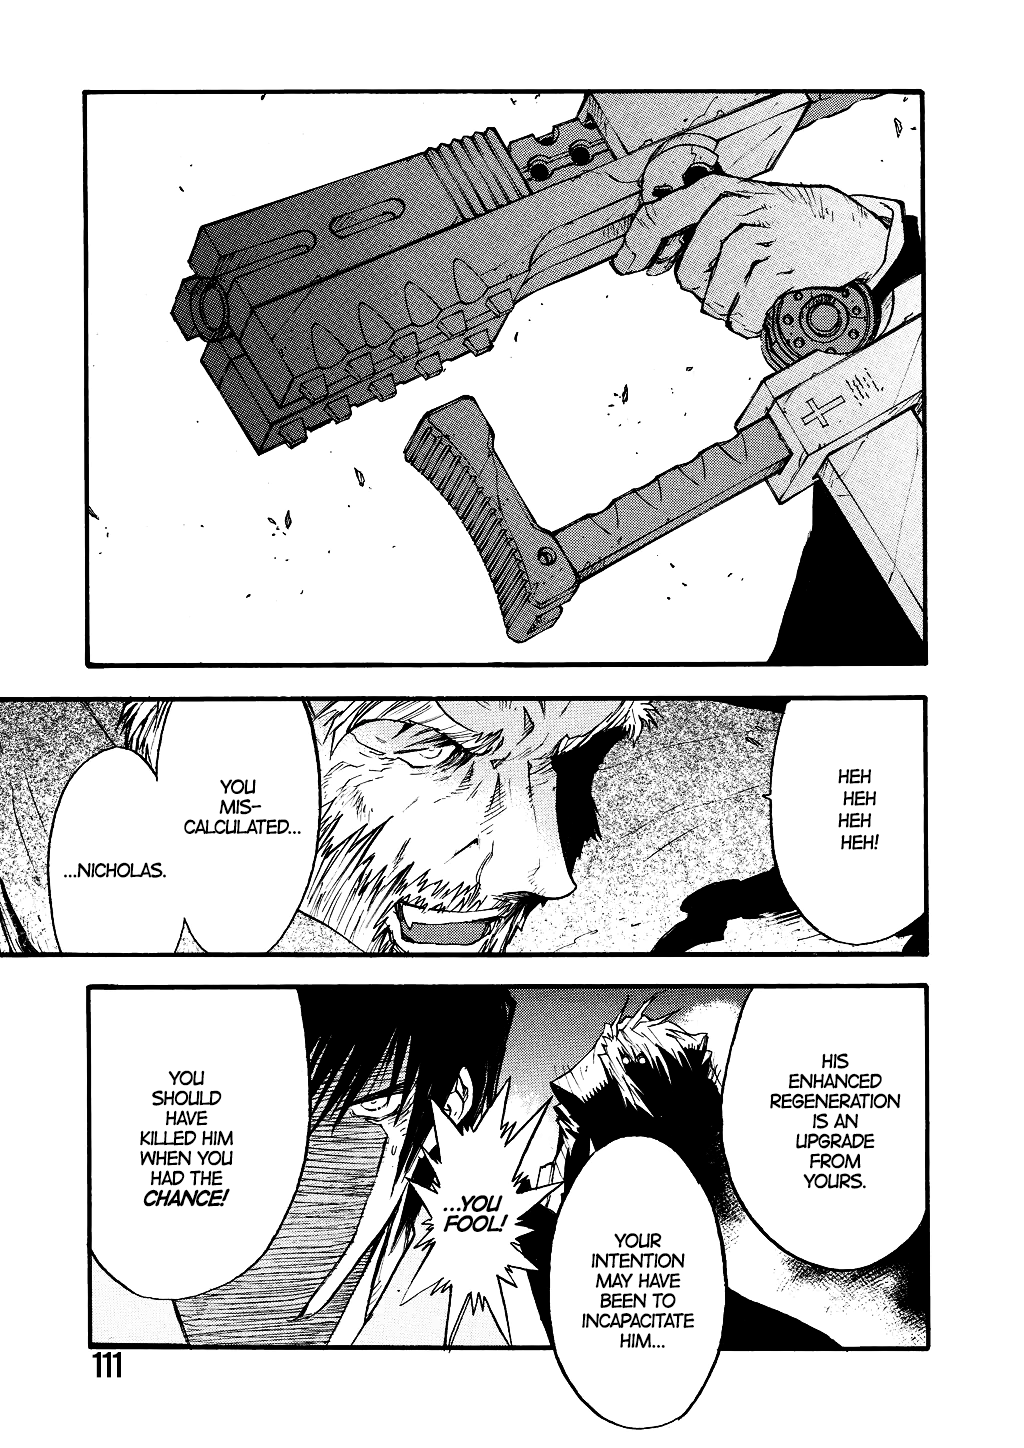 HEH
HEH
HEH
HEH!
YOU
MIS-
CALCULATED...
...NICHOLAS.
HIS
ENHANCED
REGENERATION
IS AN
UPGRADE
FROM
YOURS.
YOUR
INTENTION
MAY HAVE
BEEN TO
INCAPACITATE
HIM...
...YOU
FOOL!
YOU
SHOULD
HAVE
KILLED HIM
WHEN YOU
HAD THE
CHANCE!
111